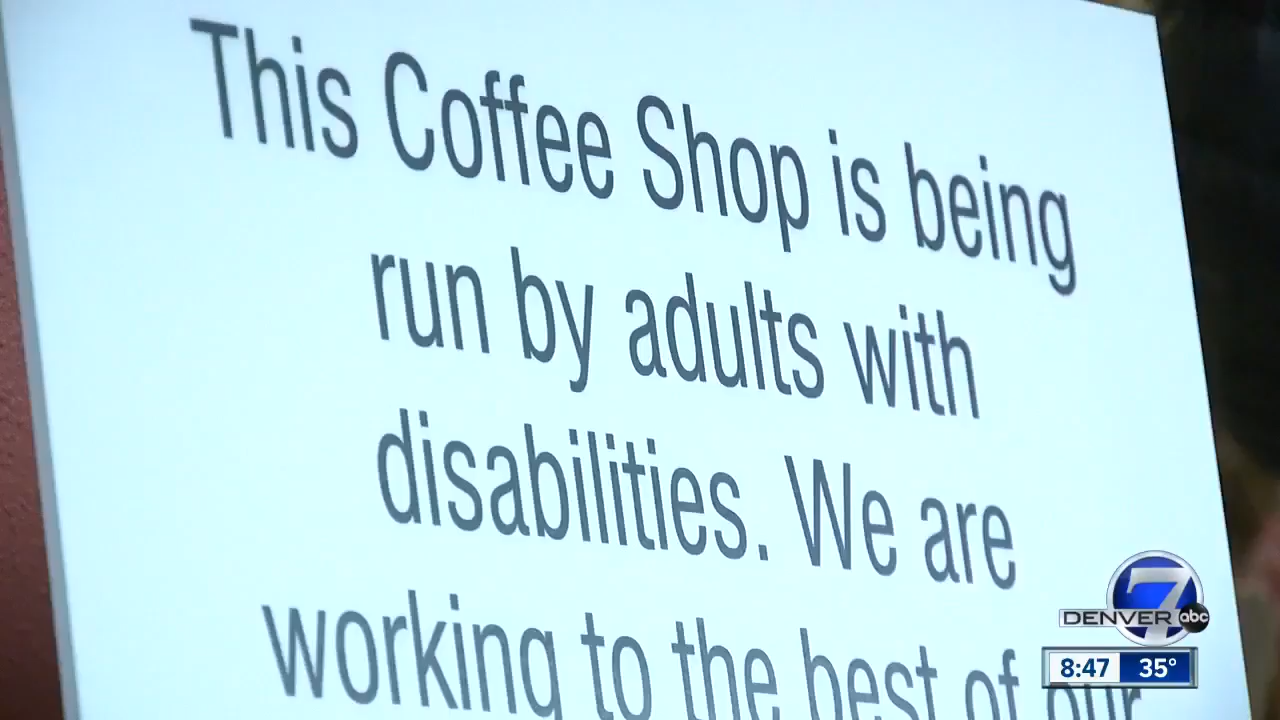 This Coffee Shop is being
run by adults with
disabilities. We are
working to the best of our
7
DENVER abc
8:47 35°